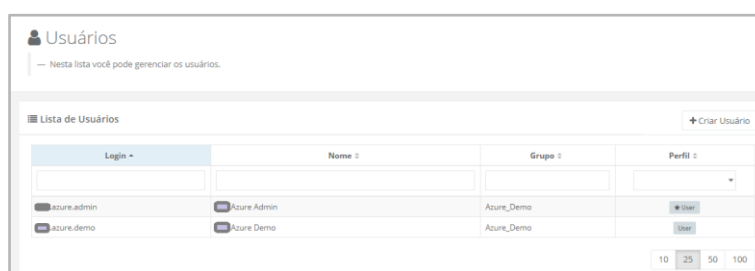 Usuários
— Nesta lista você pode gerenciar os usuários.
Lista de Usuários
+ Criar Usuário
Login Nome Grupo Perfil
.azure.admin Azure Admin Azure_Demo User
.azure.demo Azure Demo Azure_Demo User
10 25 50 100